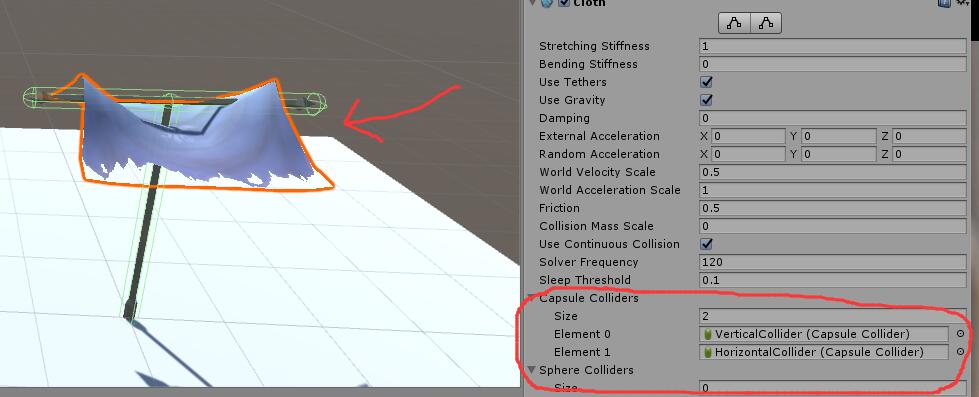 Cloth
Stretching Stiffness 1
Bending Stiffness 0
Use Tethers
Use Gravity
Damping 0
External Acceleration X 0 Y 0 Z 0
Random Acceleration X 0 Y 0 Z 0
World Velocity Scale 0.5
World Acceleration Scale 1
Friction 0.5
Collision Mass Scale 0
Use Continuous Collision
Solver Frequency 120
Sleep Threshold 0.1
Capsule Colliders
Size 2
Element 0 VerticalCollider (Capsule Collider)
Element 1 HorizontalCollider (Capsule Collider)
Sphere Colliders
Size 0